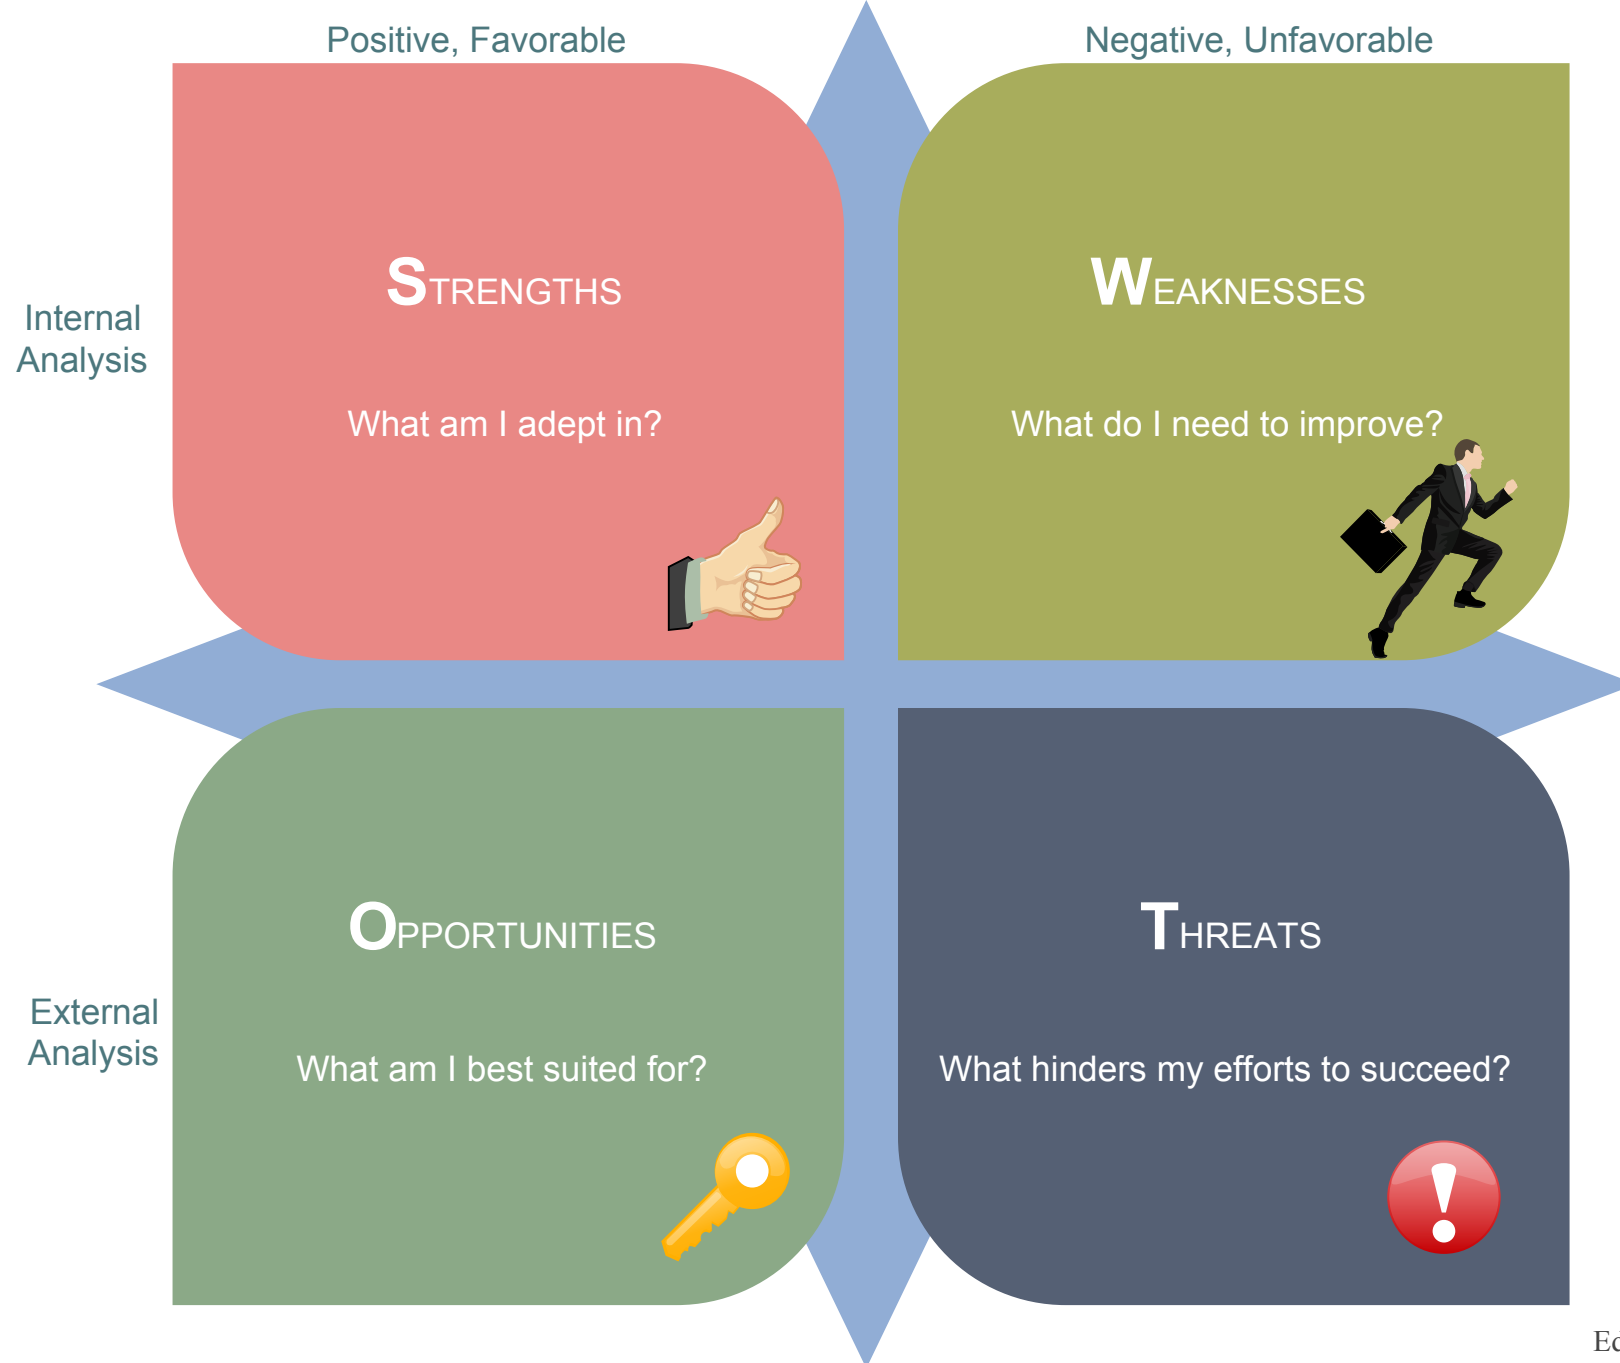 Positive, Favorable
Negative, Unfavorable
Internal
Analysis
STRENGTHS
What am I adept in?
WEAKNESSES
What do I need to improve?
External
Analysis
OPPORTUNITIES
What am I best suited for?
THREATS
What hinders my efforts to succeed?